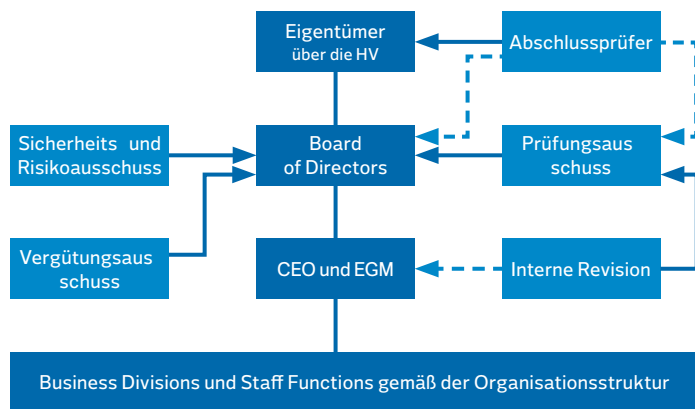 Eigentümer
über die HV
Abschlussprüfer
Sicherheits und
Risikoausschuss
Board
of Directors
Prüfungsaus
schuss
Vergütungsaus
schuss
CEO und EGM
Interne Revision
Business Divisions und Staff Functions gemäß der Organisationsstruktur